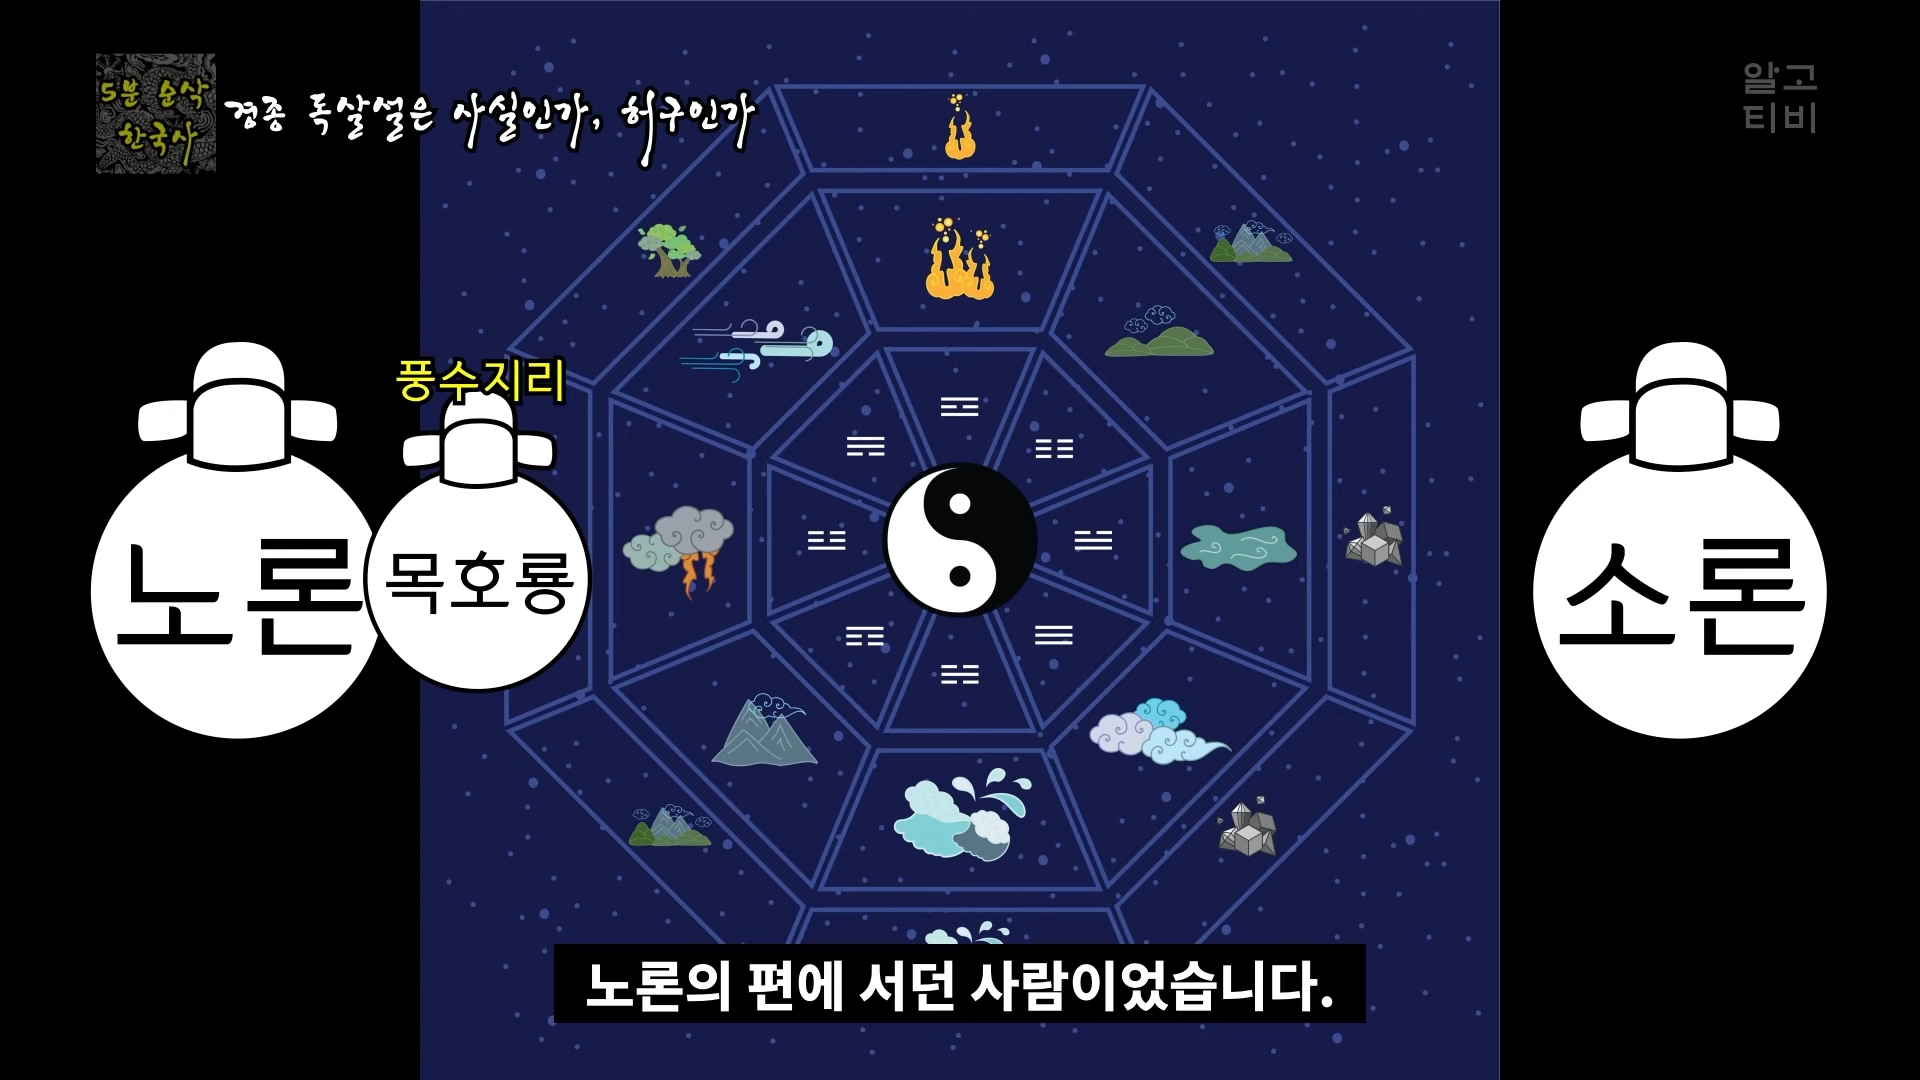 5분 순삭
한국사
경종 독살설은 사실인가, 허구인가
알고
티비
풍수지리
노론
목호룡
소론
노론의 편에 서던 사람이었습니다.